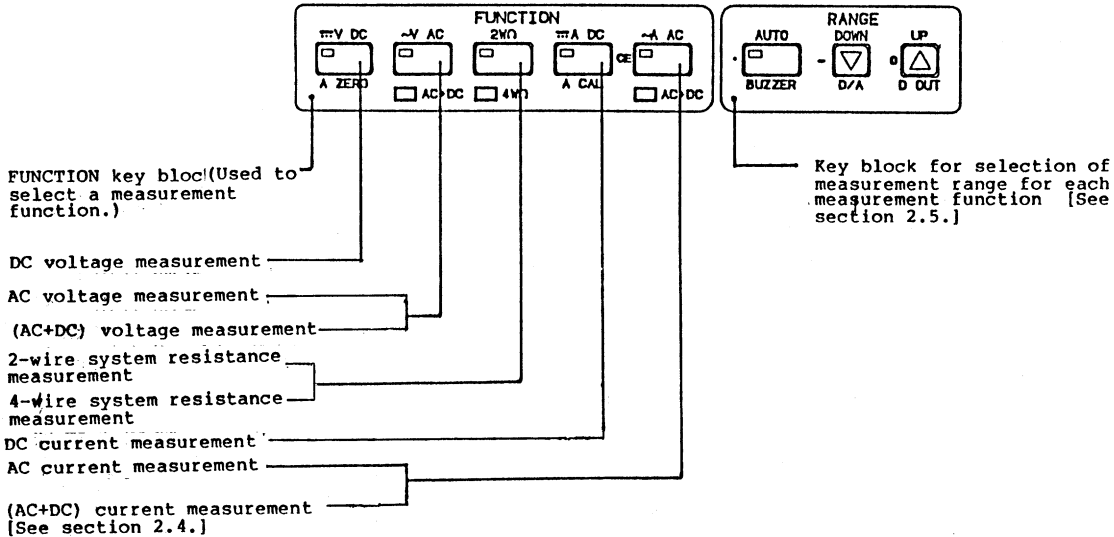 FUNCTION
⎓V DC
~V AC
2WΩ
⎓A DC
~A AC
A ZERO
AC>DC
4WΩ
A CAL
CE
AC>DC
RANGE
AUTO
DOWN
UP
.
-
0
BUZZER
D/A
D OUT
FUNCTION key bloc (Used to
select a measurement
function.)
Key block for selection of
measurement range for each
measurement function [See
section 2.5.]
DC voltage measurement
AC voltage measurement
(AC+DC) voltage measurement
2-wire system resistance
measurement
4-wire system resistance
measurement
DC current measurement
AC current measurement
(AC+DC) current measurement
[See section 2.4.]